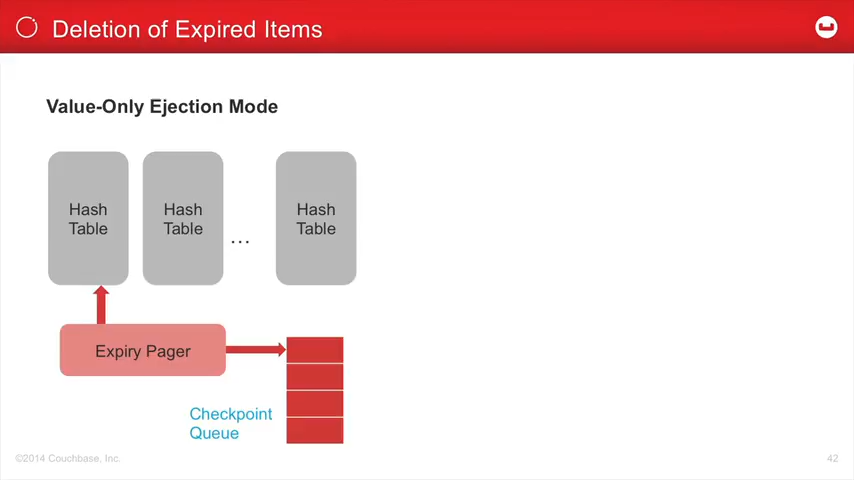 Deletion of Expired Items
Value-Only Ejection Mode
Hash
Table
Hash
Table
...
Hash
Table
Expiry Pager
Checkpoint
Queue
©2014 Couchbase, Inc.
42